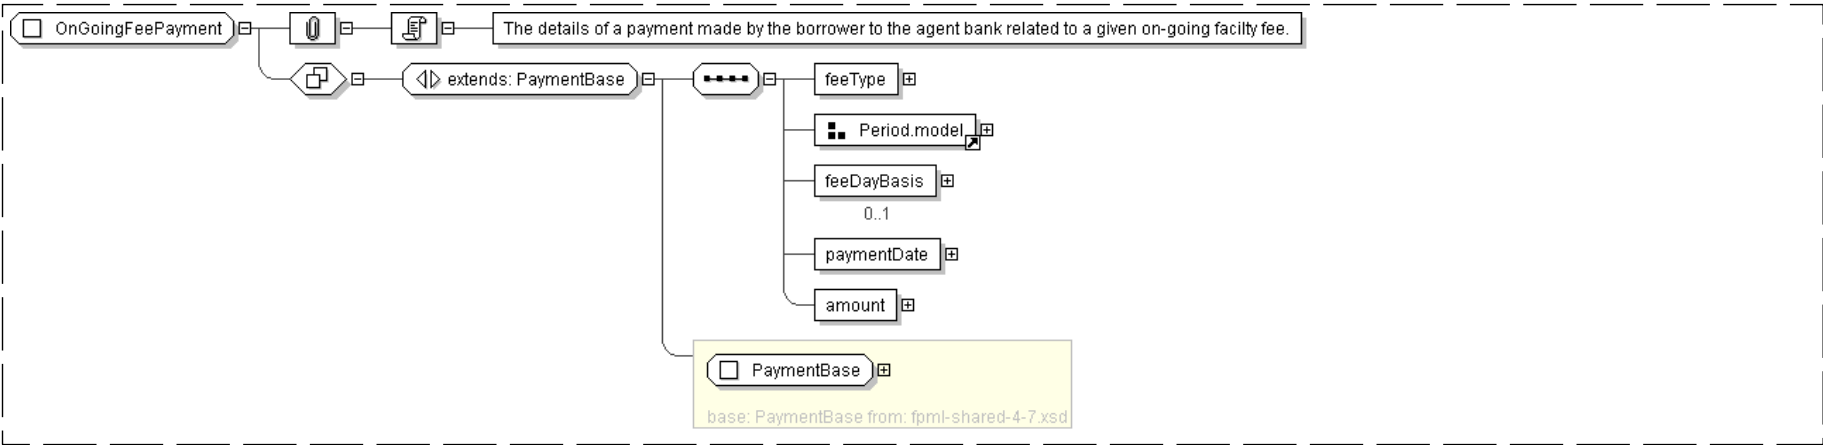 OnGoingFeePayment
The details of a payment made by the borrower to the agent bank related to a given on-going facilty fee.
extends: PaymentBase
feeType
Period.model
feeDayBasis
0..1
paymentDate
amount
PaymentBase
base: PaymentBase from: fpml-shared-4-7.xsd